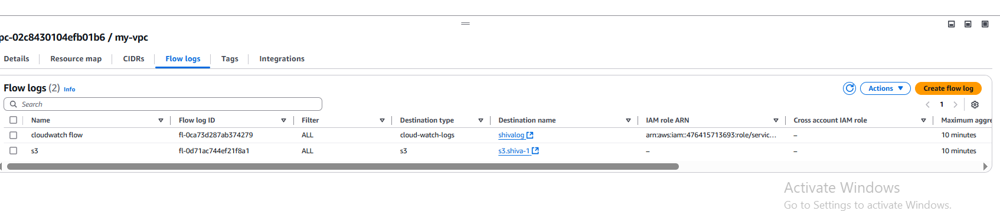 pc-02c8430104efb01b6 / my-vpc
Details Resource map CIDRs Flow logs Tags Integrations
Flow logs (2) Info Actions Create flow log
Search 1
Name Flow log ID Filter Destination type Destination name IAM role ARN Cross account IAM role Maximum aggre
cloudwatch flow fl-0ca73d287ab374279 ALL cloud-watch-logs shivalog arn:aws:iam::476415713693:role/servic... – 10 minutes
s3 fl-0d71ac744ef21f8a1 ALL s3 s3.shiva-1 – – 10 minutes
Activate Windows
Go to Settings to activate Windows.